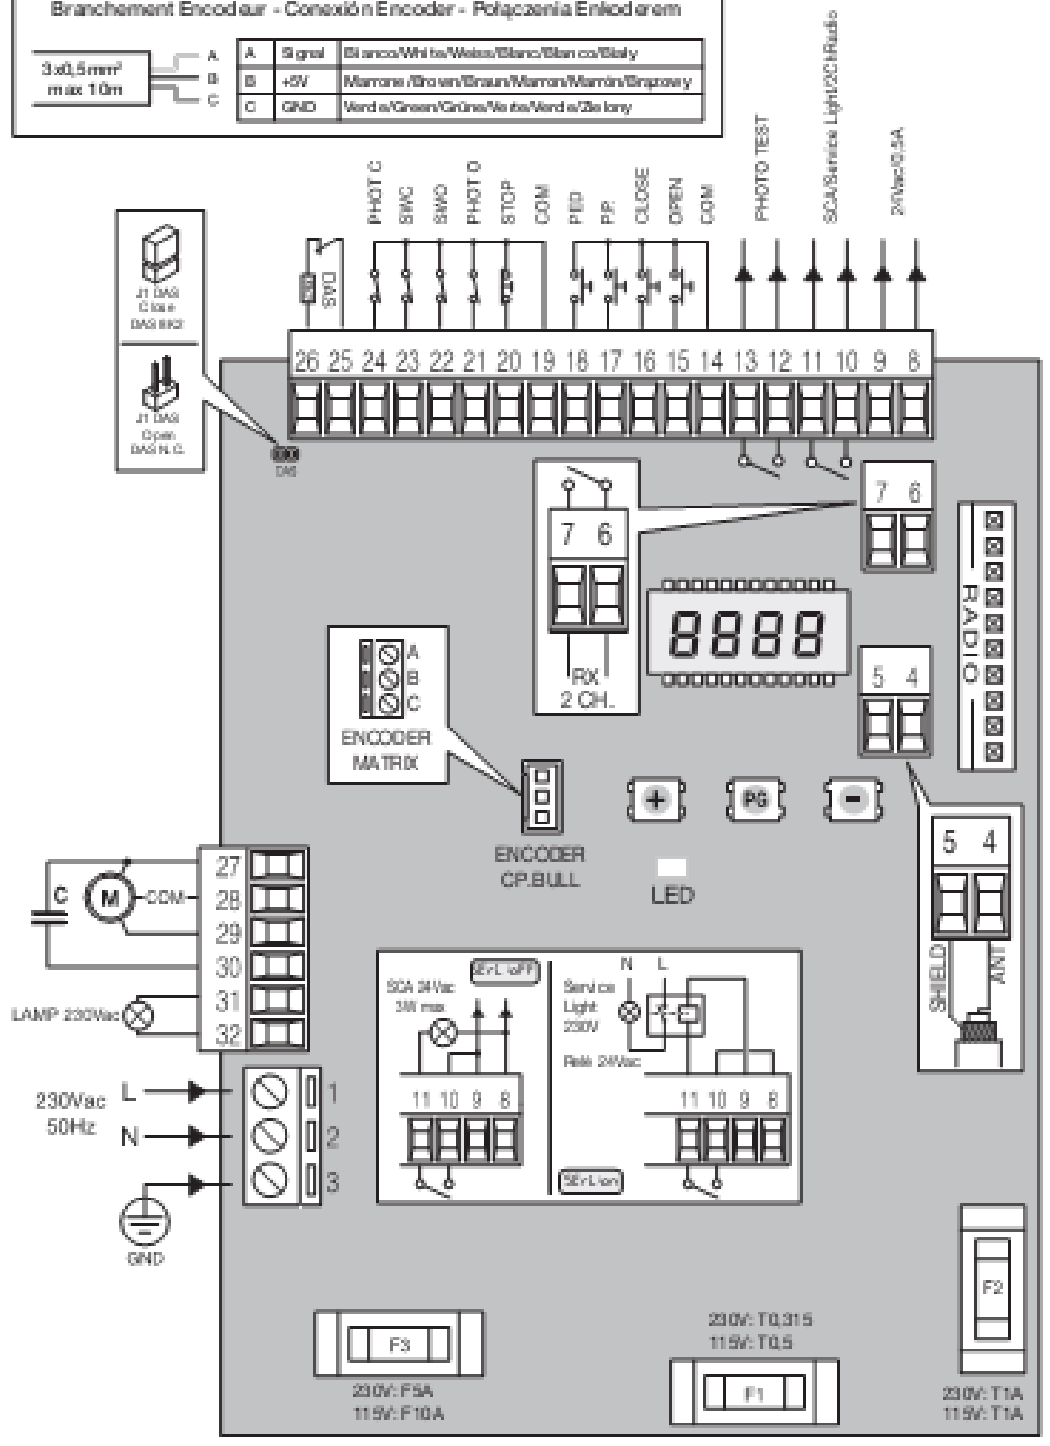 Branchement Encodeur - Conexión Encoder - Połączenia Enkoderem
3x0,5mm²
max 10m
A
B
C
A Signal Bianco/White/Weiss/Blanc/Blanco/Biały
B +5V Marrone/Brown/Braun/Marron/Marrón/Brązowy
C GND Verde/Green/Grüne/Verte/Verde/Zielony
PHOT C
SWC
SWO
PHOT O
STOP
COM
PED
P.P.
CLOSE
OPEN
COM
PHOTO TEST
SCA/Service Light/2ChRadio
24Vac/0.5A
J1 DAS
Close
DAS 8K2
J1 DAS
Open
DAS N.C.
DAS
26 25 24 23 22 21 20 19 18 17 16 15 14 13 12 11 10 9 8
DAS
7 6
RX
2 CH.
7 6
8888
RADIO
5 4
A
B
C
ENCODER
MATRIX
ENCODER
CP.BULL
+
PG
-
LED
5 4
SHIELD
ANT
C
M
COM
27
28
29
30
31
32
LAMP 230Vac
230Vac
50Hz
L
N
GND
1
2
3
SCA 24Vac
3W max
SErL:oFF
11 10 9 8
N L
Service
Light
230V
Relè 24Vac
11 10 9 8
SErL:on
F3
230V: F5A
115V: F10A
230V: T0,315
115V: T0,5
F1
F2
230V: T1A
115V: T1A